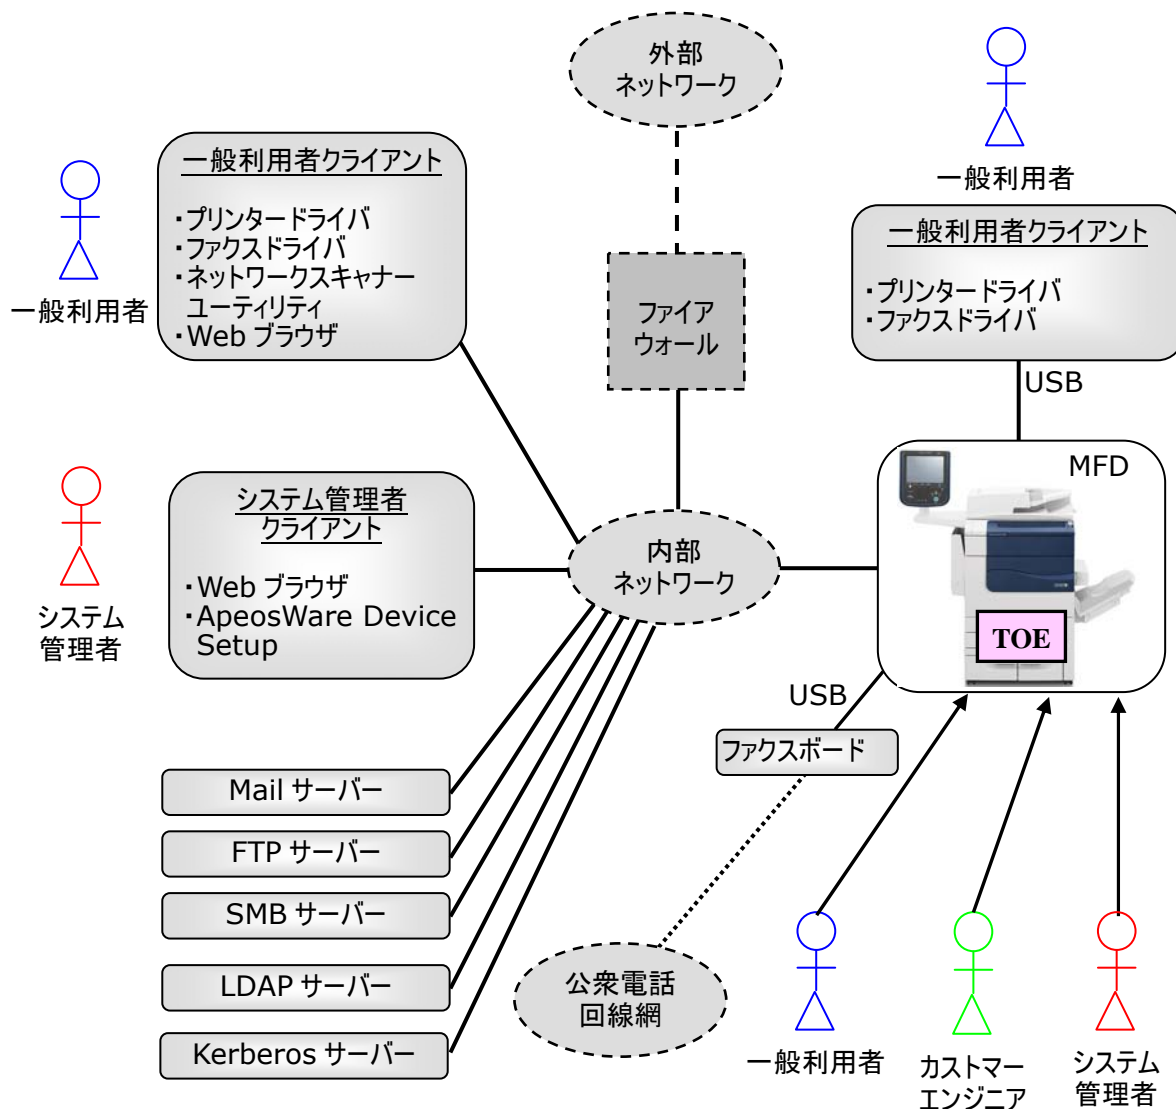 外部
ネットワーク
一般利用者
一般利用者クライアント
・プリンタードライバ
・ファクスドライバ
・ネットワークスキャナー
ユーティリティ
・Web ブラウザ
一般利用者
ファイア
ウォール
一般利用者クライアント
・プリンタードライバ
・ファクスドライバ
USB
MFD
TOE
システム管理者
クライアント
・Web ブラウザ
・ApeosWare Device
Setup
システム
管理者
内部
ネットワーク
USB
ファクスボード
Mail サーバー
FTP サーバー
SMB サーバー
LDAP サーバー
Kerberos サーバー
公衆電話
回線網
一般利用者
カストマー
エンジニア
システム
管理者